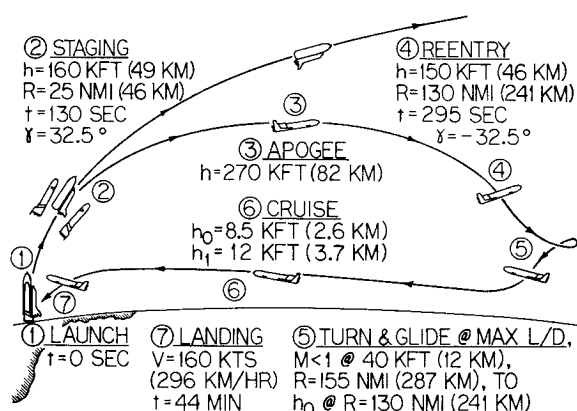 ② STAGING
h=160 KFT (49 KM)
R=25 NMI (46 KM)
t=130 SEC
γ=32.5°
③
④ REENTRY
h=150 KFT (46 KM)
R=130 NMI (241 KM)
t=295 SEC
γ=-32.5°
③ APOGEE
h=270 KFT (82 KM)
④
②
⑥ CRUISE
h₀=8.5 KFT (2.6 KM)
h₁= 12 KFT (3.7 KM)
①
⑦
⑥
⑤
① LAUNCH
t=0 SEC
⑦ LANDING
V=160 KTS
(296 KM/HR)
t=44 MIN
⑤ TURN & GLIDE @ MAX L/D,
M<1 @ 40 KFT (12 KM),
R=155 NMI (287 KM), TO
h₀ @ R=130 NMI (241 KM)